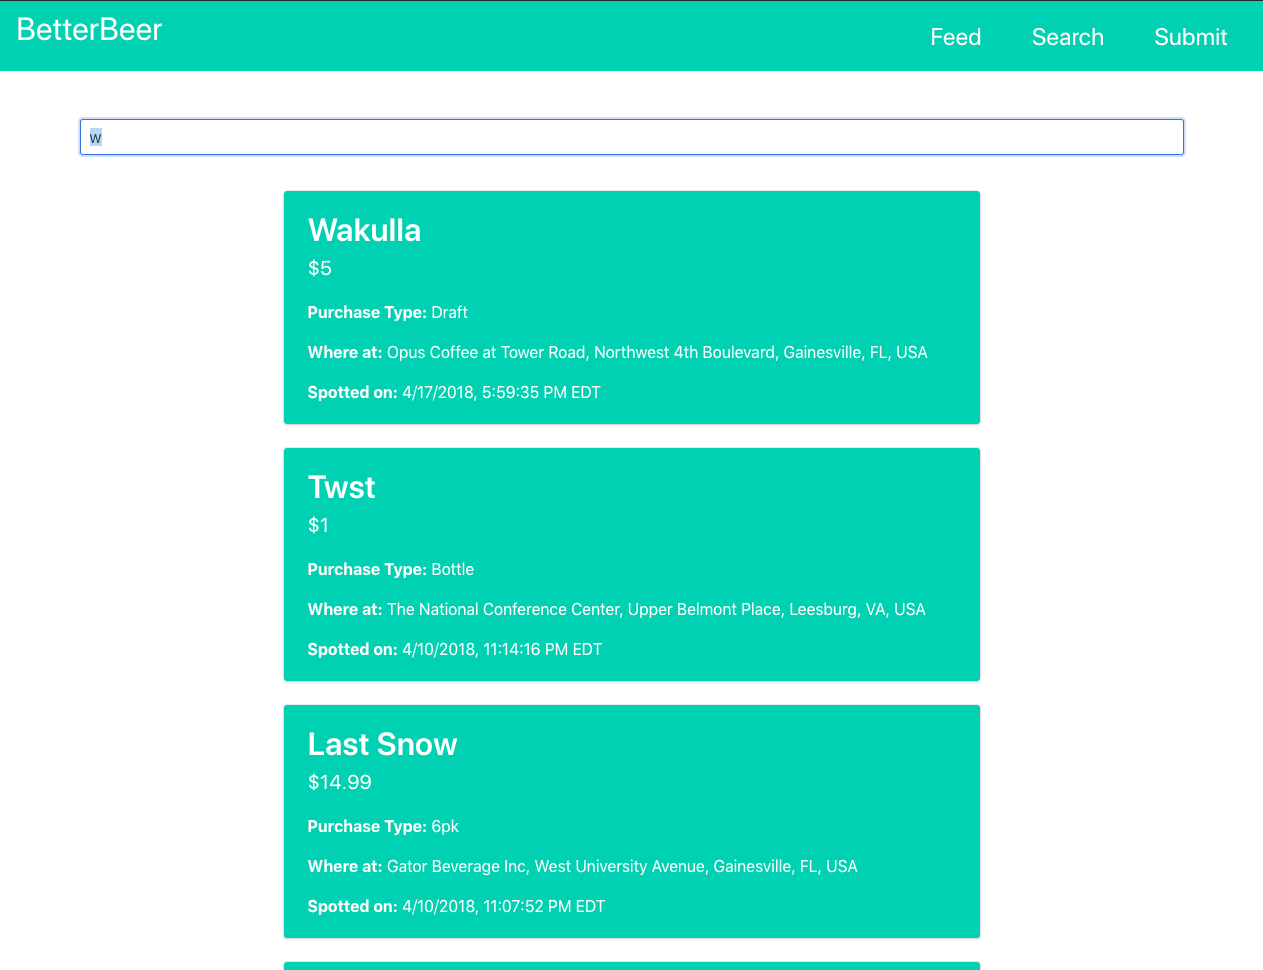 BetterBeer
Feed Search Submit
w
Wakulla
$5
Purchase Type: Draft
Where at: Opus Coffee at Tower Road, Northwest 4th Boulevard, Gainesville, FL, USA
Spotted on: 4/17/2018, 5:59:35 PM EDT
Twst
$1
Purchase Type: Bottle
Where at: The National Conference Center, Upper Belmont Place, Leesburg, VA, USA
Spotted on: 4/10/2018, 11:14:16 PM EDT
Last Snow
$14.99
Purchase Type: 6pk
Where at: Gator Beverage Inc, West University Avenue, Gainesville, FL, USA
Spotted on: 4/10/2018, 11:07:52 PM EDT